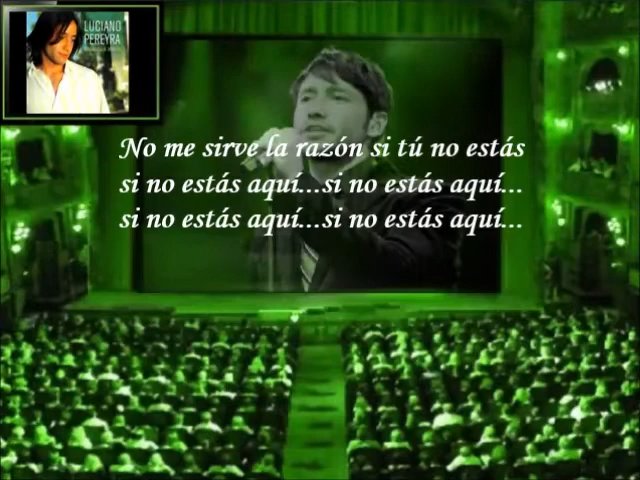 LUCIANO
PEREYRA
No me sirve la razón si tú no estás
si no estás aquí...si no estás aquí...
si no estás aquí...si no estás aquí...